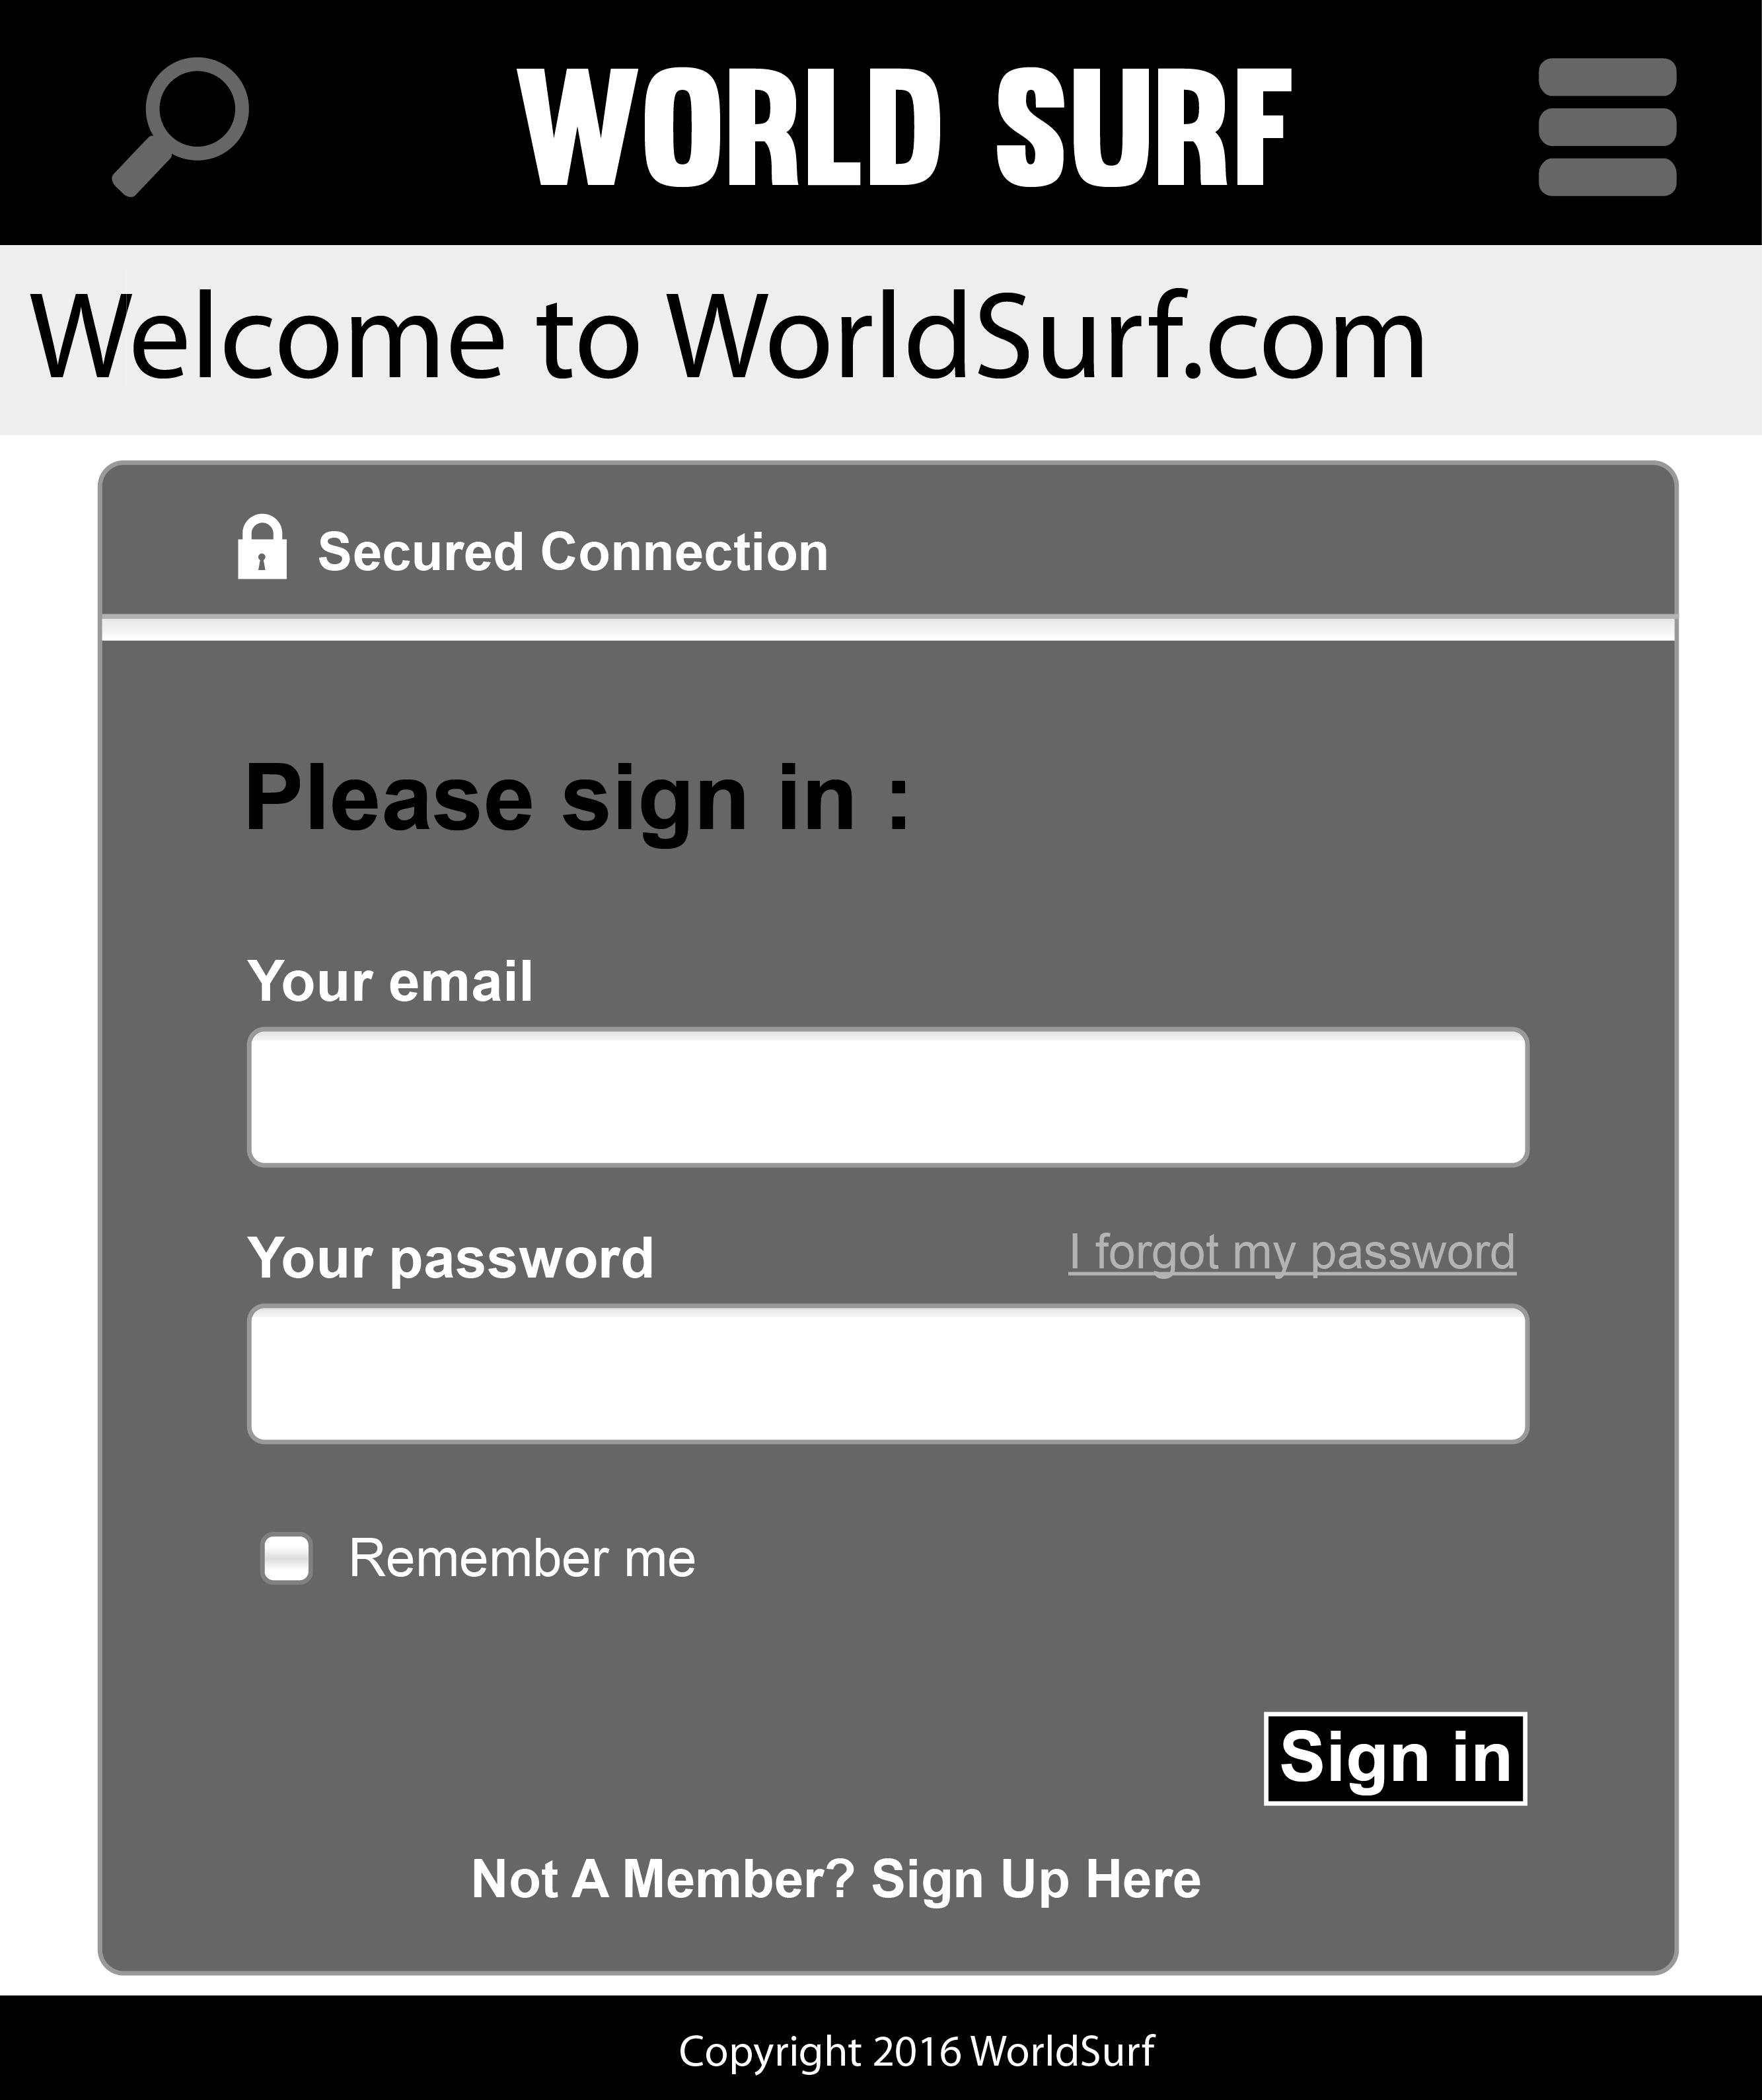 WORLD SURF
Welcome to WorldSurf.com
Secured Connection
Please sign in :
Your email
Your password
I forgot my password
Remember me
Sign in
Not A Member? Sign Up Here
Copyright 2016 WorldSurf